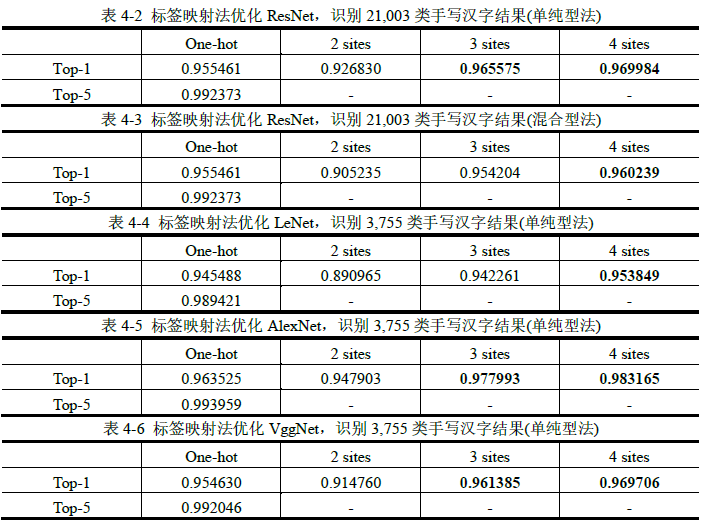 表 4-2 标签映射法优化 ResNet，识别 21,003 类手写汉字结果(单纯型法)
One-hot 2 sites 3 sites 4 sites
Top-1 0.955461 0.926830 0.965575 0.969984
Top-5 0.992373 - - -
表 4-3 标签映射法优化 ResNet，识别 21,003 类手写汉字结果(混合型法)
One-hot 2 sites 3 sites 4 sites
Top-1 0.955461 0.905235 0.954204 0.960239
Top-5 0.992373 - - -
表 4-4 标签映射法优化 LeNet，识别 3,755 类手写汉字结果(单纯型法)
One-hot 2 sites 3 sites 4 sites
Top-1 0.945488 0.890965 0.942261 0.953849
Top-5 0.989421 - - -
表 4-5 标签映射法优化 AlexNet，识别 3,755 类手写汉字结果(单纯型法)
One-hot 2 sites 3 sites 4 sites
Top-1 0.963525 0.947903 0.977993 0.983165
Top-5 0.993959 - - -
表 4-6 标签映射法优化 VggNet，识别 3,755 类手写汉字结果(单纯型法)
One-hot 2 sites 3 sites 4 sites
Top-1 0.954630 0.914760 0.961385 0.969706
Top-5 0.992046 - - -